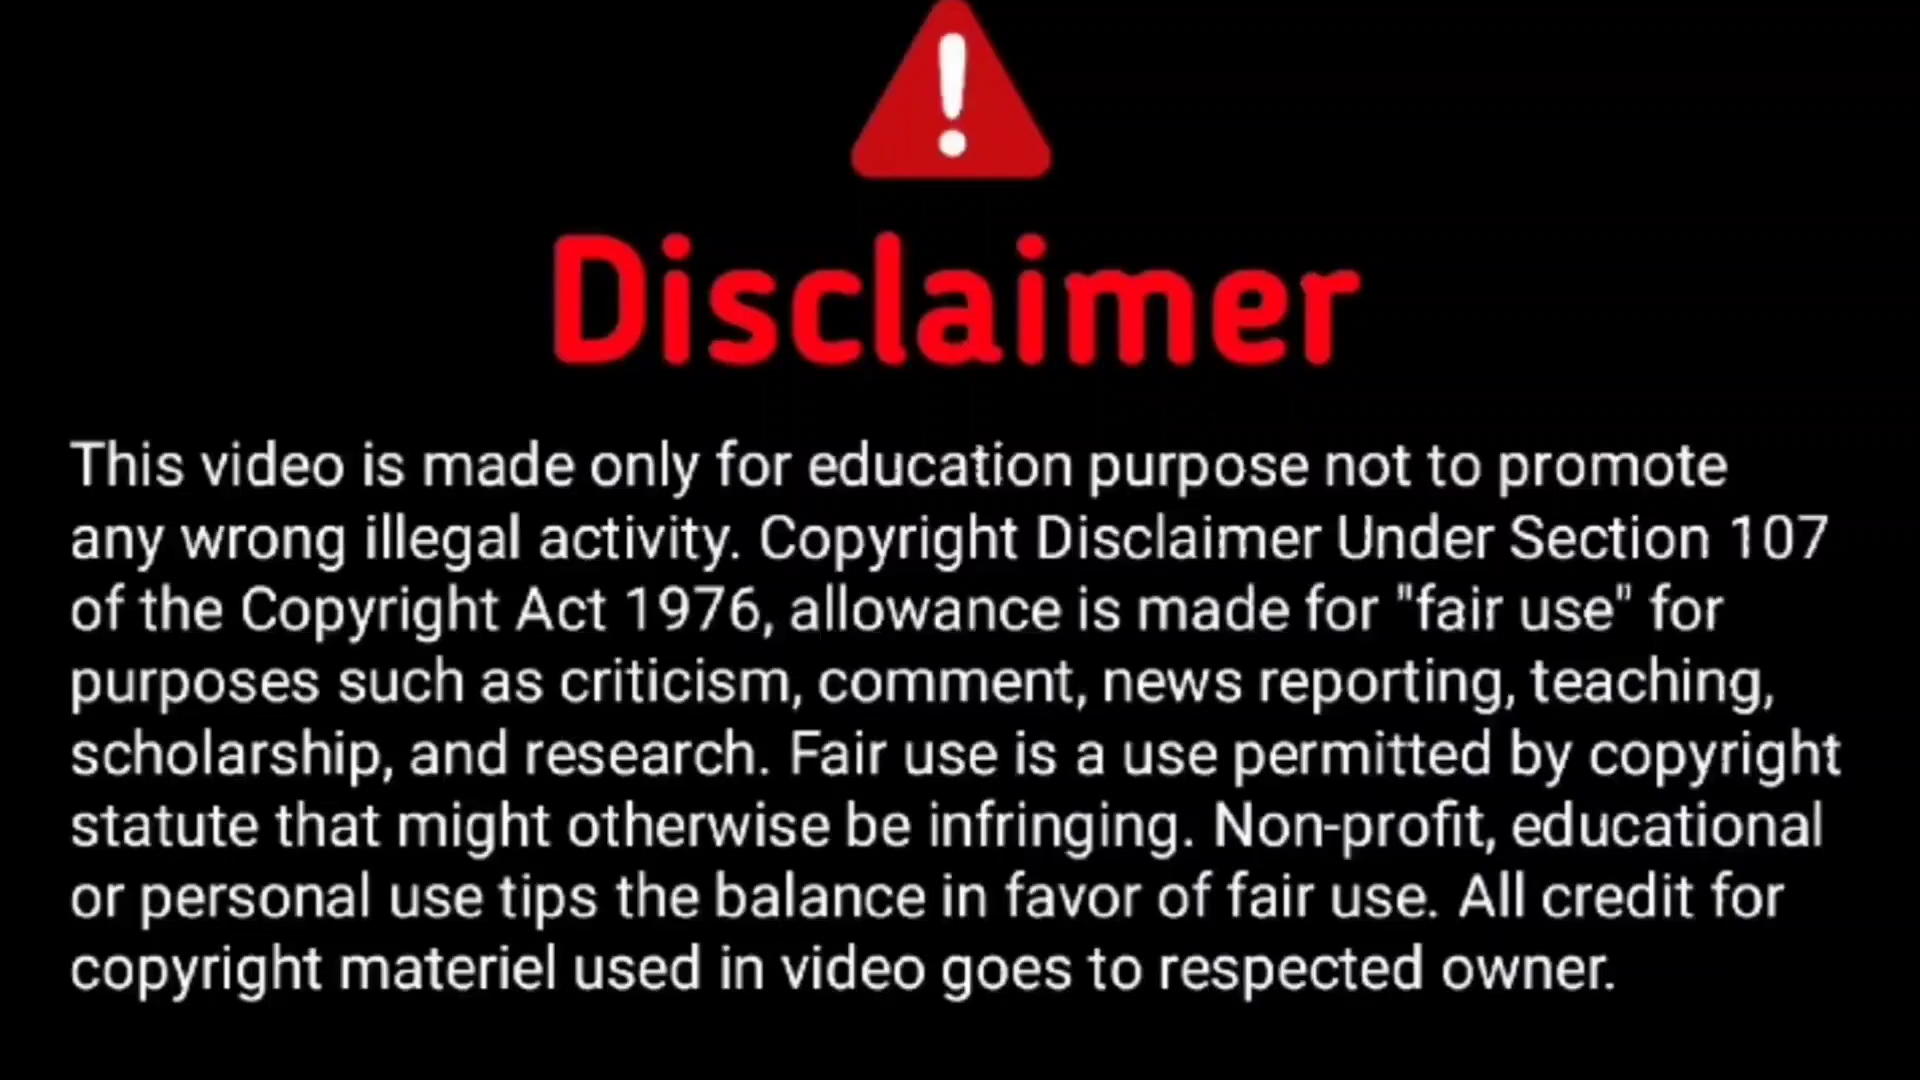 Disclaimer
This video is made only for education purpose not to promote
any wrong illegal activity. Copyright Disclaimer Under Section 107
of the Copyright Act 1976, allowance is made for "fair use" for
purposes such as criticism, comment, news reporting, teaching,
scholarship, and research. Fair use is a use permitted by copyright
statute that might otherwise be infringing. Non-profit, educational
or personal use tips the balance in favor of fair use. All credit for
copyright materiel used in video goes to respected owner.